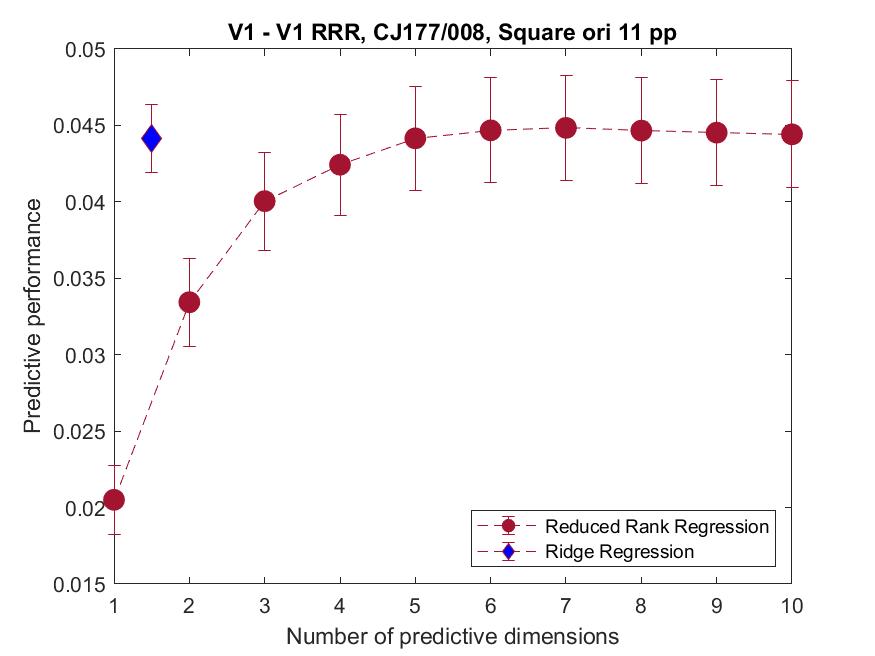 V1 - V1 RRR, CJ177/008, Square ori 11 pp
0.05
0.045
0.04
0.035
0.03
0.025
0.02
0.015
Predictive performance
1 2 3 4 5 6 7 8 9 10
Number of predictive dimensions
Reduced Rank Regression
Ridge Regression